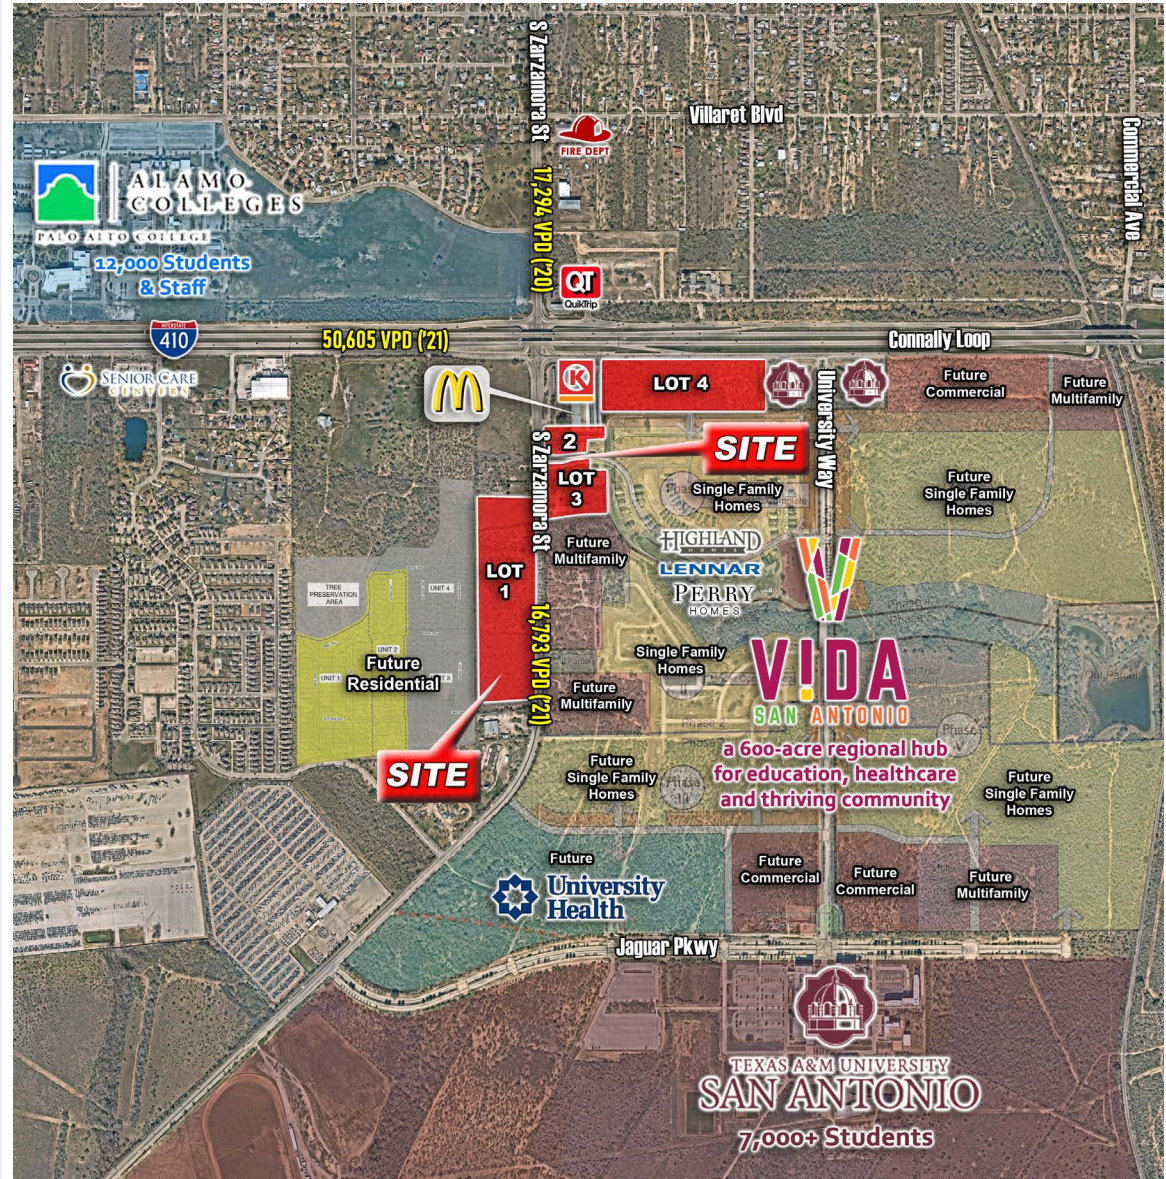 S Zarzamora St
Villaret Blvd
FIRE DEPT
Commercial Ave
ALAMO
COLLEGES
PALO ALTO COLLEGE
12,000 Students
& Staff
17,294 VPD ('20)
QT
QuikTrip
INTERSTATE
410
50,605 VPD ('21)
Connally Loop
SENIOR CARE
CENTERS
K
LOT 4
University Way
Future
Commercial
Future
Multifamily
2
SITE
S Zarzamora St
LOT
3
Single Family
Homes
Future
Single Family
Homes
LOT
1
Future
Multifamily
HIGHLAND
HOMES
LENNAR
PERRY
HOMES
TREE
PRESERVATION
AREA
UNIT 4
UNIT 2
UNIT 1
Future
Residential
16,793 VPD ('21)
Single Family
Homes
Future
Multifamily
Phase 2
V!DA
SAN ANTONIO
a 600-acre regional hub
for education, healthcare
and thriving community
Out Parcel
SITE
Future
Single Family
Homes
Future
Single Family
Homes
Future
University
Health
Future
Commercial
Future
Commercial
Future
Multifamily
Jaguar Pkwy
TEXAS A&M UNIVERSITY
SAN ANTONIO
7,000+ Students